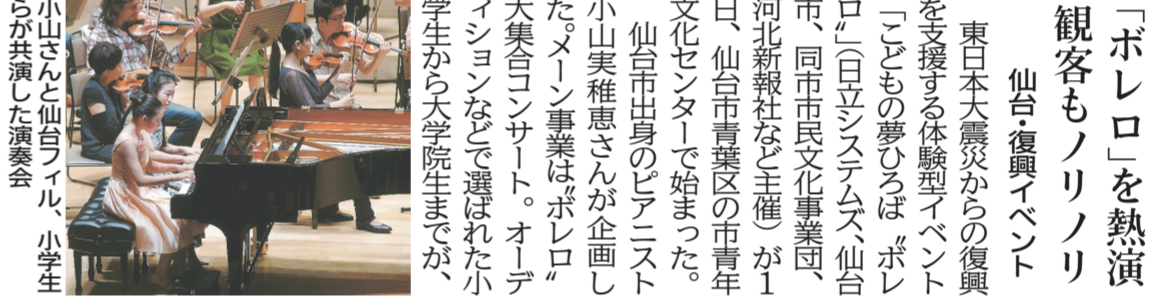 「ボレロ」を熱演
観客もノリノリ
仙台・復興イベント
東日本大震災からの復興
を支援する体験型イベント
「こどもの夢ひろば〝ボレ
ロ〟」(日立システムズ、仙台
市、同市市民文化事業団、
河北新報社など主催)が1
日、仙台市青葉区の市青年
文化センターで始まった。
仙台市出身のピアニスト
小山実稚恵さんが企画し
た。メーン事業は〝ボレロ〟
大集合コンサート。オーデ
ィションなどで選ばれた小
学生から大学院生までが、
小山さんと仙台フィル、小学生
らが共演した演奏会